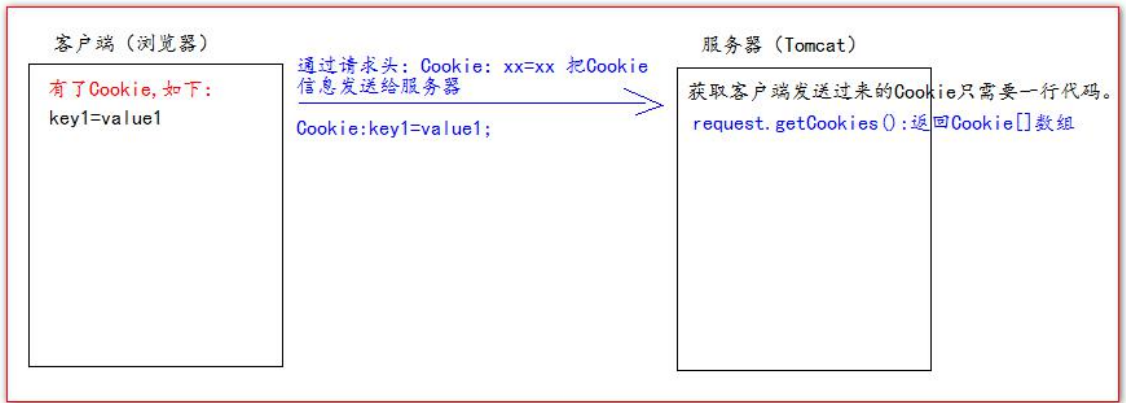 客户端（浏览器）
有了Cookie,如下:
key1=value1
通过请求头: Cookie: xx=xx 把Cookie
信息发送给服务器
Cookie:key1=value1;
服务器（Tomcat）
获取客户端发送过来的Cookie只需要一行代码。
request.getCookies():返回Cookie[]数组